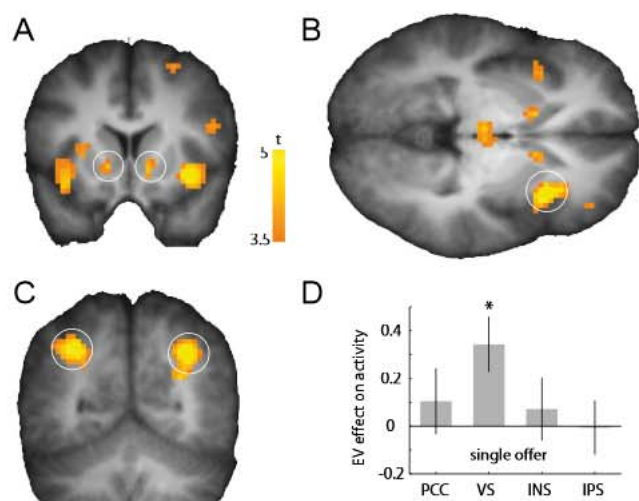 A
B
t
5
3.5
C
D
EV effect on activity
0.4
0.2
0
-0.2
*
single offer
PCC VS INS IPS